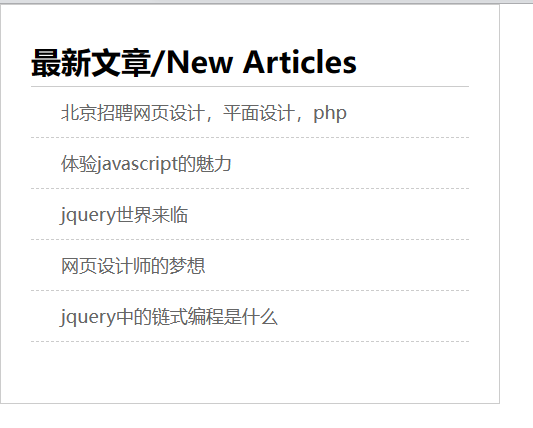 最新文章/New Articles
北京招聘网页设计，平面设计，php
体验javascript的魅力
jquery世界来临
网页设计师的梦想
jquery中的链式编程是什么